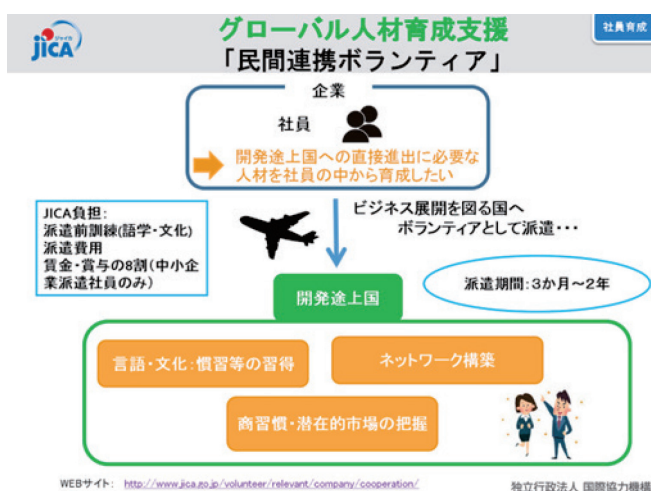 ジャイカ
JICA
グローバル人材育成支援
「民間連携ボランティア」
社員育成
企業
社員
開発途上国への直接進出に必要な
人材を社員の中から育成したい
JICA負担:
派遣前訓練(語学・文化)
派遣費用
賃金・賞与の8割(中小企
業派遣社員のみ)
ビジネス展開を図る国へ
ボランティアとして派遣・・・
派遣期間:3か月~2年
開発途上国
言語・文化:慣習等の習得
ネットワーク構築
商習慣・潜在的市場の把握
WEBサイト: http://www.jica.go.jp/volunteer/relevant/company/cooperation/
独立行政法人 国際協力機構